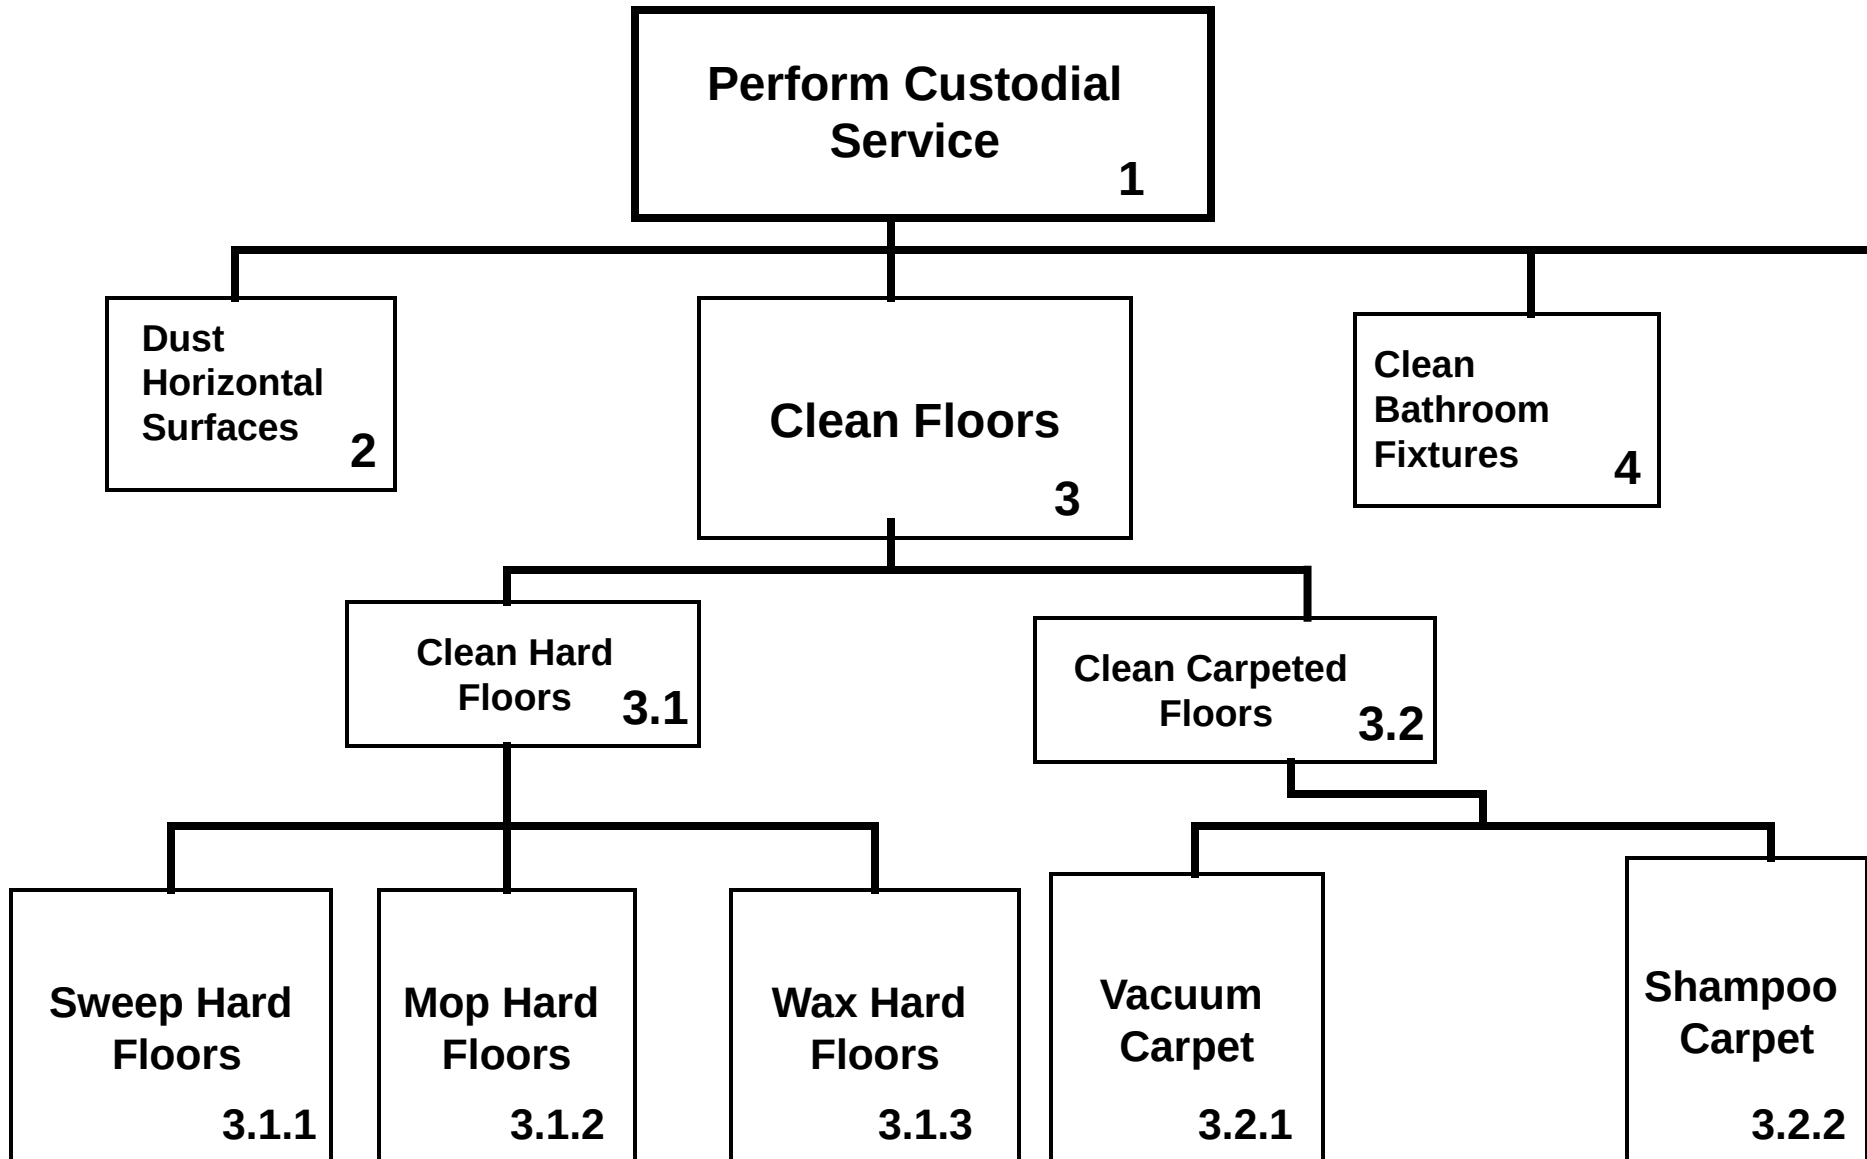 Perform Custodial
Service
1
Dust
Horizontal
Surfaces
2
Clean Floors
3
Clean
Bathroom
Fixtures
4
Clean Hard
Floors
3.1
Clean Carpeted
Floors
3.2
Sweep Hard
Floors
3.1.1
Mop Hard
Floors
3.1.2
Wax Hard
Floors
3.1.3
Vacuum
Carpet
3.2.1
Shampoo
Carpet
3.2.2